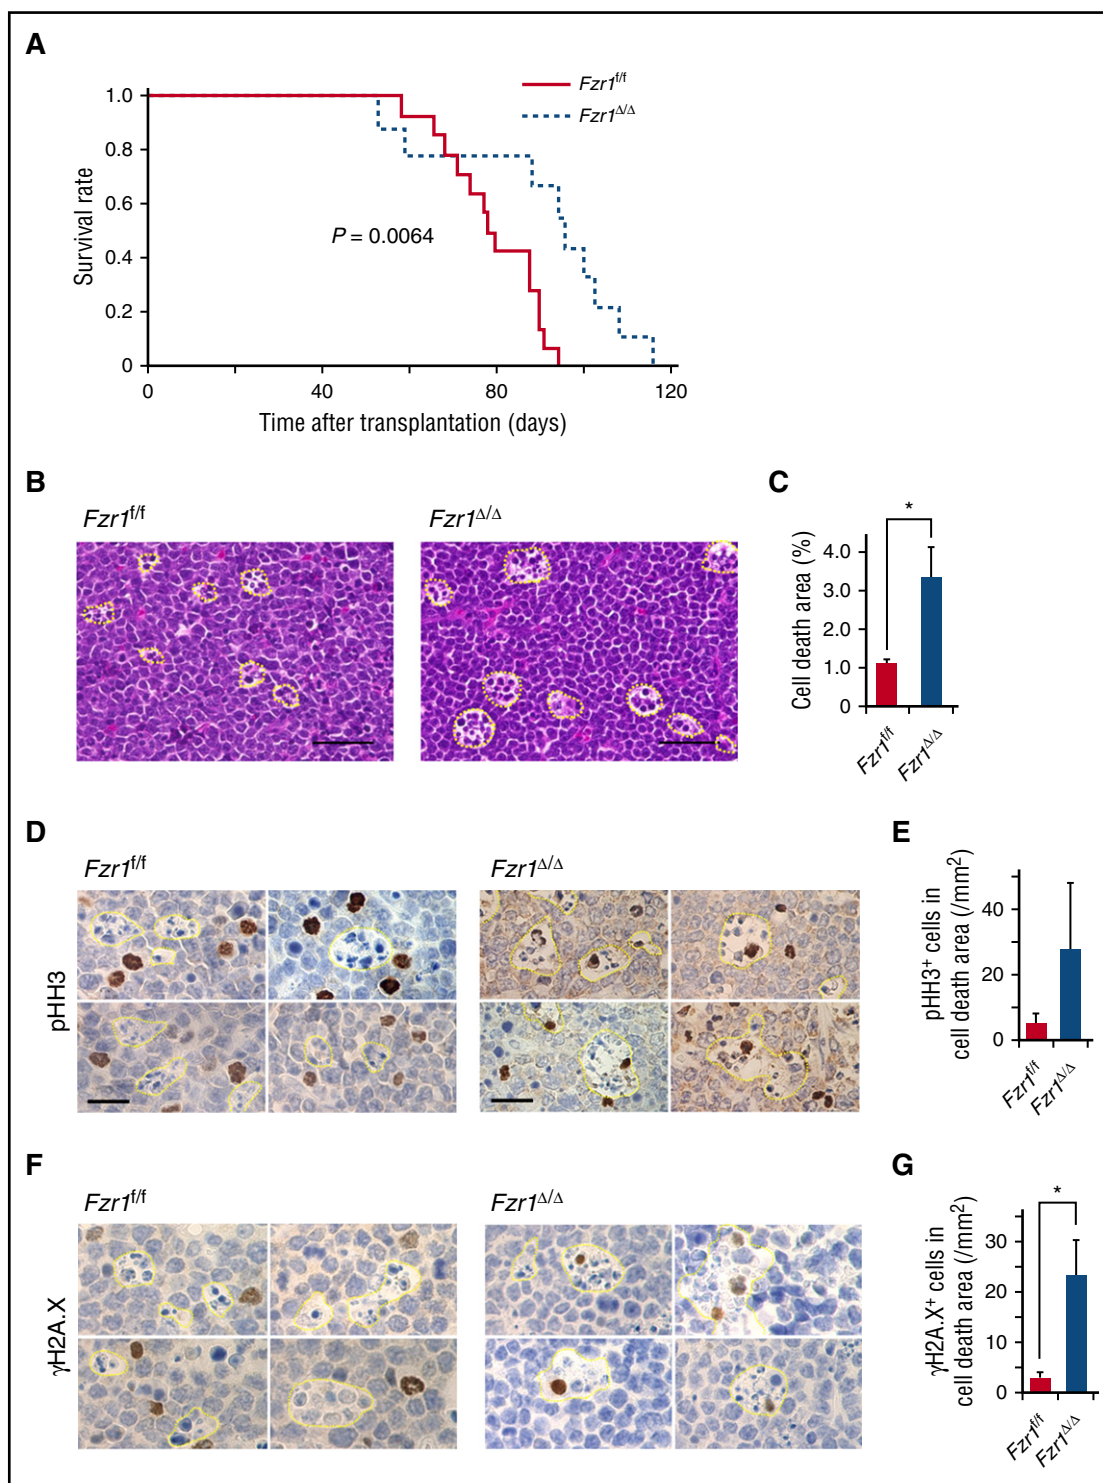 A
Fzr1f/f
Fzr1Δ/Δ
1.0
0.8
0.6
0.4
0.2
0
Survival rate
P = 0.0064
0
40
80
120
Time after transplantation (days)
B
Fzr1f/f
Fzr1Δ/Δ
C
*
4.0
3.0
2.0
1.0
0
Cell death area (%)
Fzr1f/f
Fzr1Δ/Δ
D
Fzr1f/f
Fzr1Δ/Δ
pHH3
E
pHH3+ cells in
cell death area (/mm2)
40
20
0
Fzr1f/f
Fzr1Δ/Δ
F
Fzr1f/f
Fzr1Δ/Δ
γH2A.X
G
*
γH2A.X+ cells in
cell death area (/mm2)
30
20
10
0
Fzr1f/f
Fzr1Δ/Δ